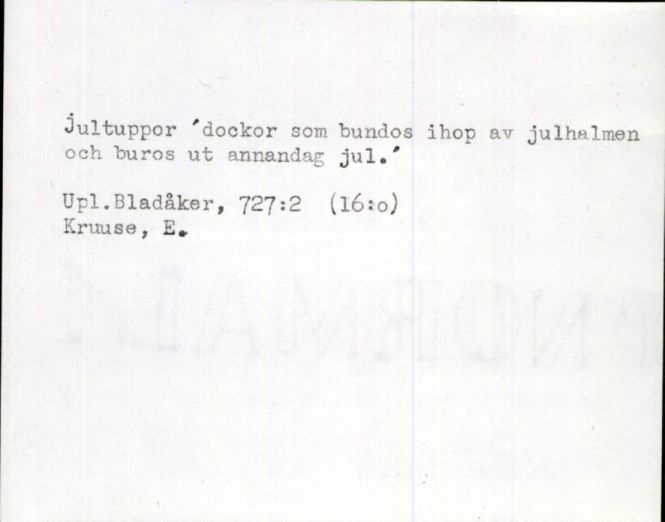 Jultuppor ´dockor som bundos ihop av julhalmen
och buros ut annandag jul.´
Upl.Bladåker, 727:2 (16:o)
Kruuse, E.